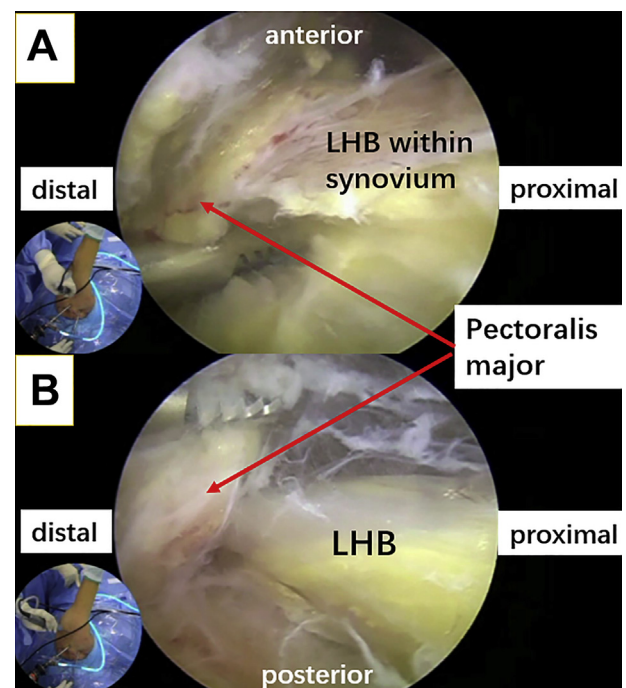 A
anterior
LHB within
synovium
distal
proximal
Pectoralis
major
B
distal
LHB
proximal
posterior